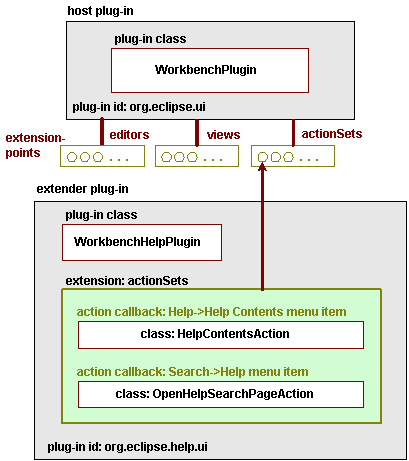 host plug-in
plug-in class
WorkbenchPlugin
plug-in id: org.eclipse.ui
extension-
points
editors
views
actionSets
...
...
...
extender plug-in
plug-in class
WorkbenchHelpPlugin
extension: actionSets
action callback: Help->Help Contents menu item
class: HelpContentsAction
action callback: Search->Help menu item
class: OpenHelpSearchPageAction
plug-in id: org.eclipse.help.ui